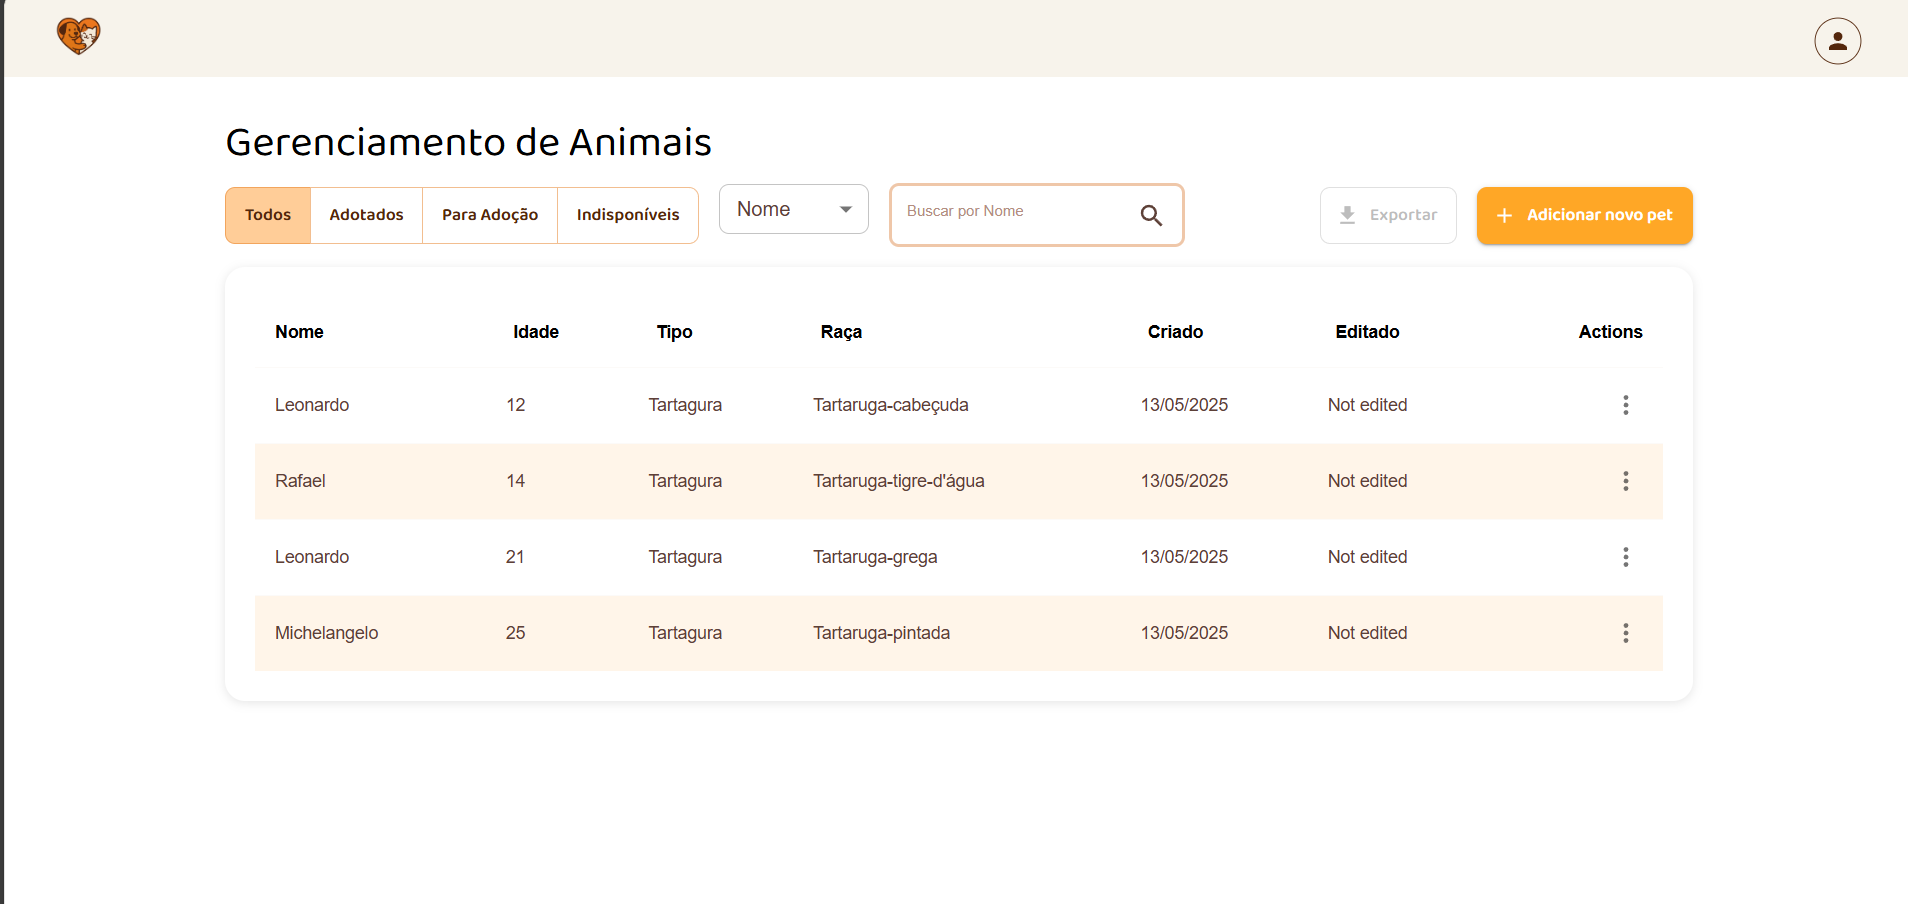 Gerenciamento de Animais
Todos Adotados Para Adoção Indisponíveis Nome Buscar por Nome Exportar Adicionar novo pet
Nome Idade Tipo Raça Criado Editado Actions
Leonardo 12 Tartagura Tartaruga-cabeçuda 13/05/2025 Not edited
Rafael 14 Tartagura Tartaruga-tigre-d'água 13/05/2025 Not edited
Leonardo 21 Tartagura Tartaruga-grega 13/05/2025 Not edited
Michelangelo 25 Tartagura Tartaruga-pintada 13/05/2025 Not edited